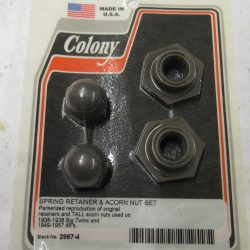 MADE IN
U.S.A.
Colony
SPRING RETAINER & ACORN NUT SET
Parkerized reproduction of original
retainers and TALL acorn nuts used on
1936-1938 Big Twins and
1949-1957 45's.
Stock No. 2987-4